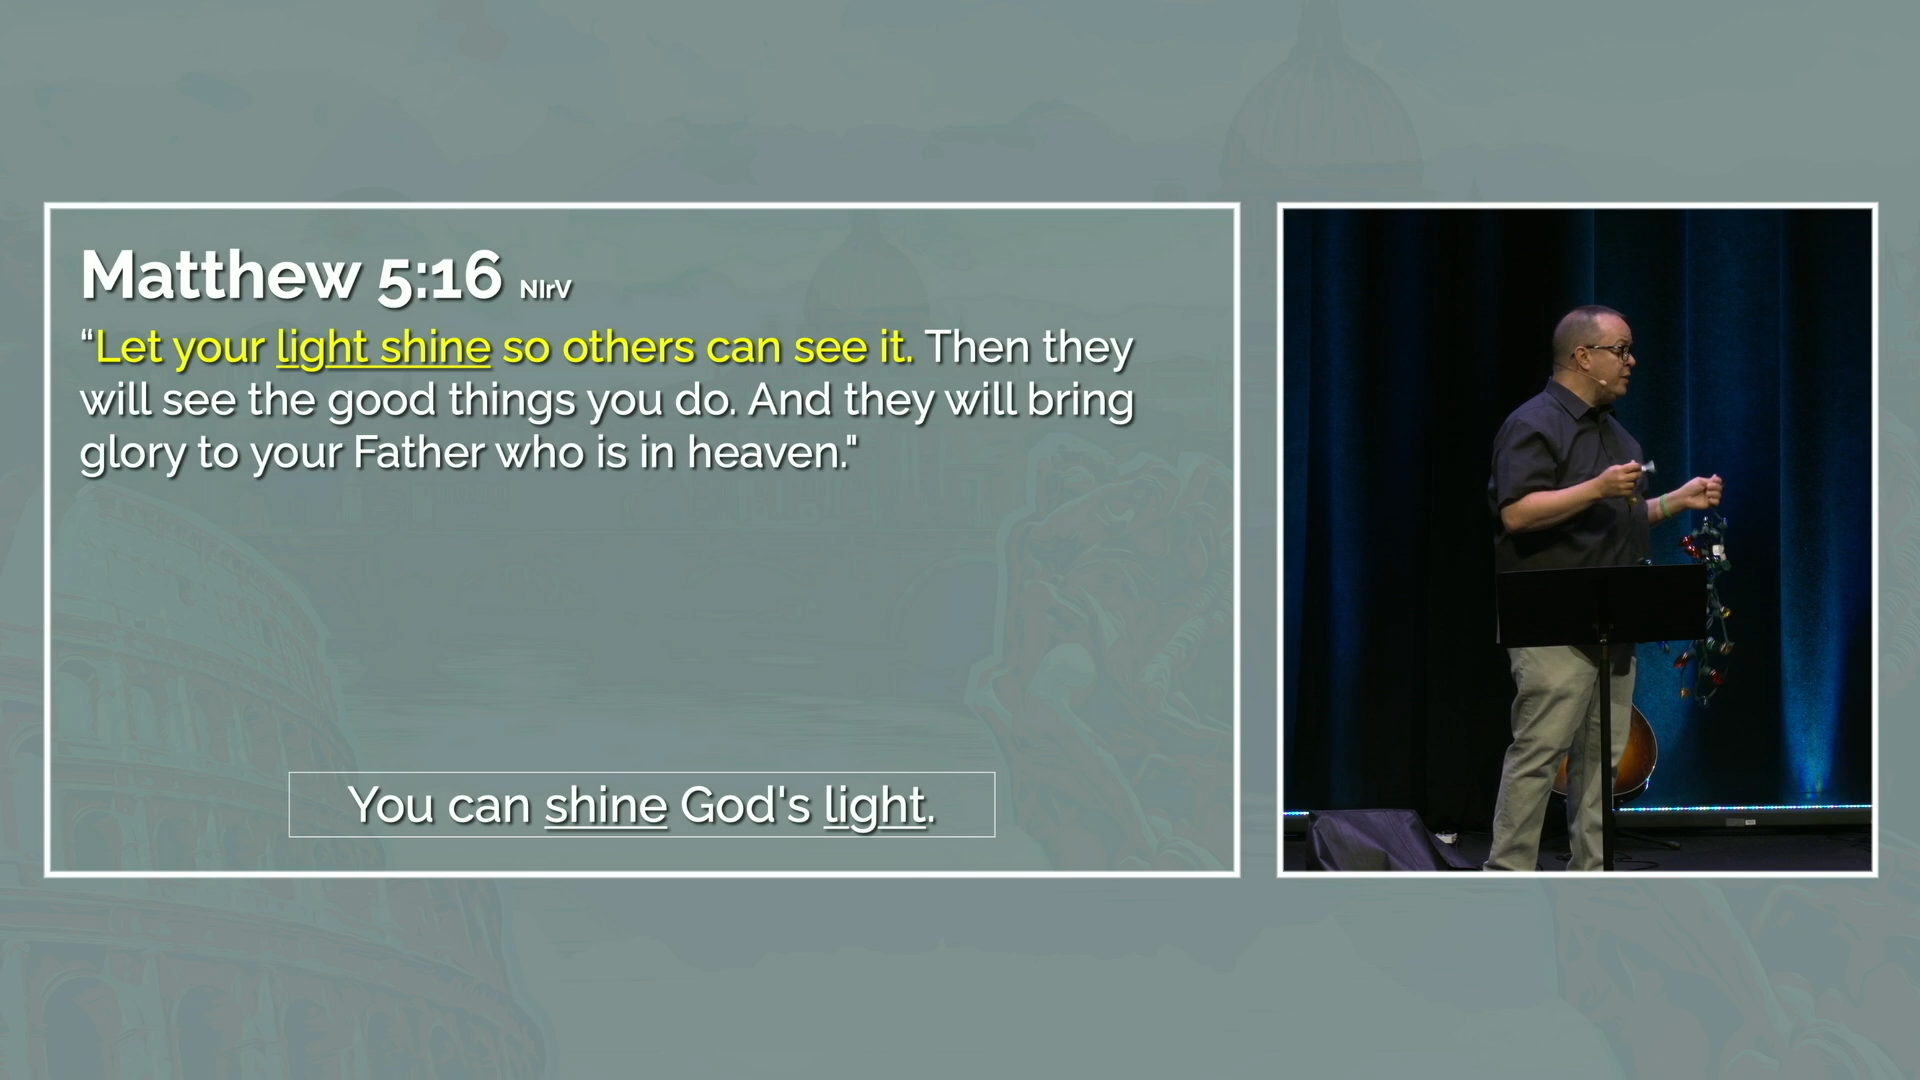 Matthew 5:16 NIrV
“Let your light shine so others can see it. Then they
will see the good things you do. And they will bring
glory to your Father who is in heaven."
You can shine God's light.